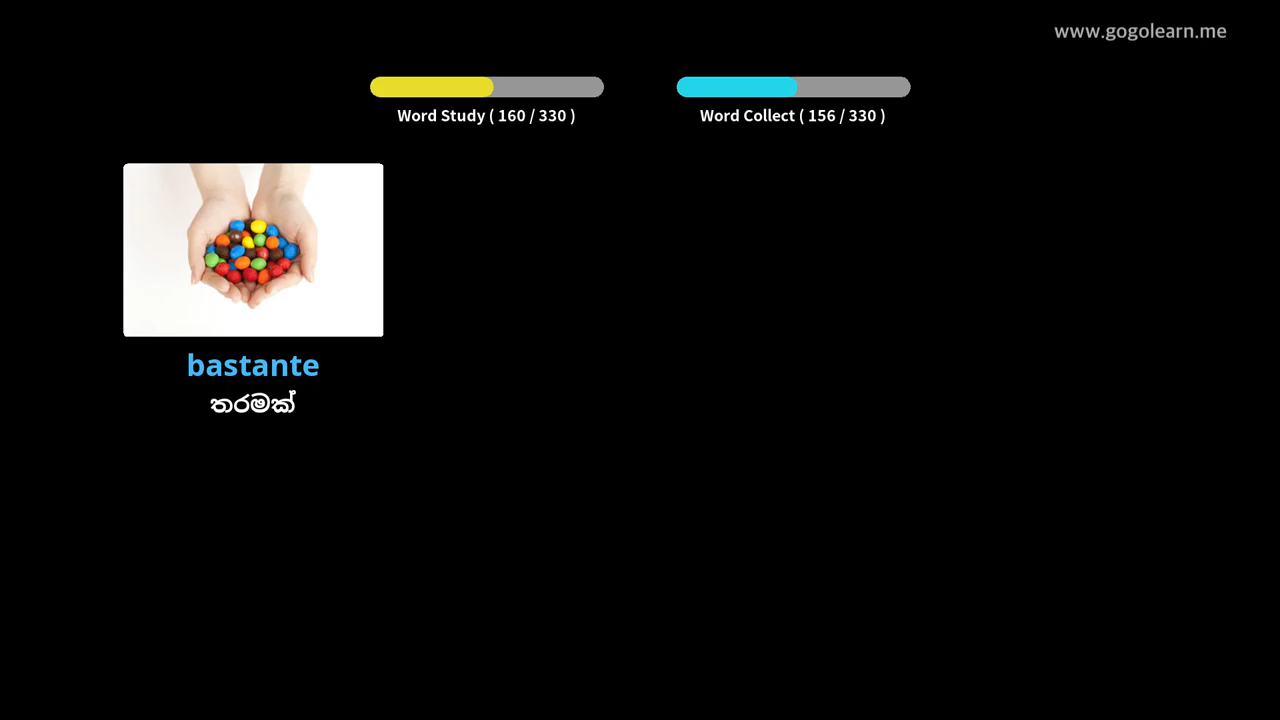 www.gogolearn.me
Word Study ( 160 / 330 )
Word Collect ( 156 / 330 )
bastante
තරමක්